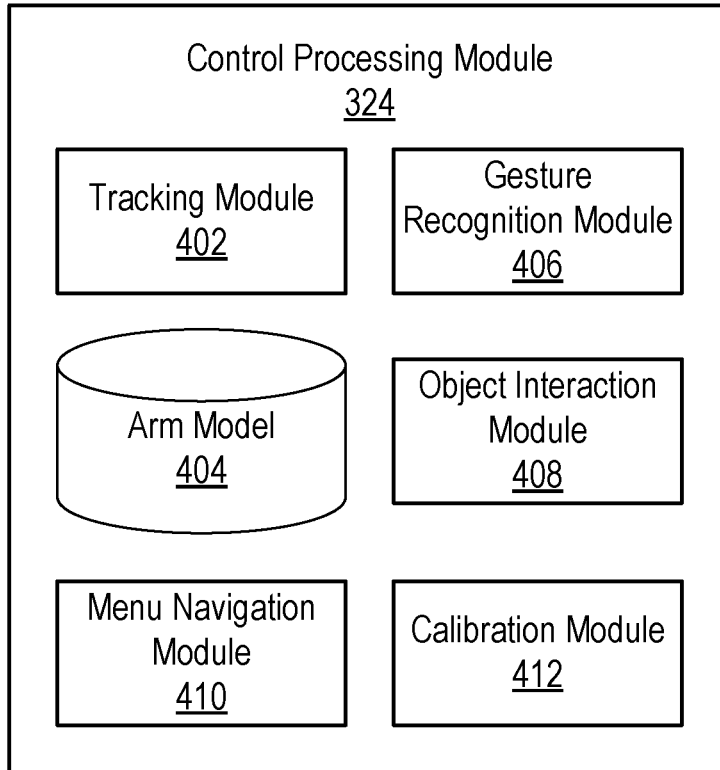 Control Processing Module
324
Tracking Module
402
Gesture
Recognition Module
406
Arm Model
404
Object Interaction
Module
408
Menu Navigation
Module
410
Calibration Module
412